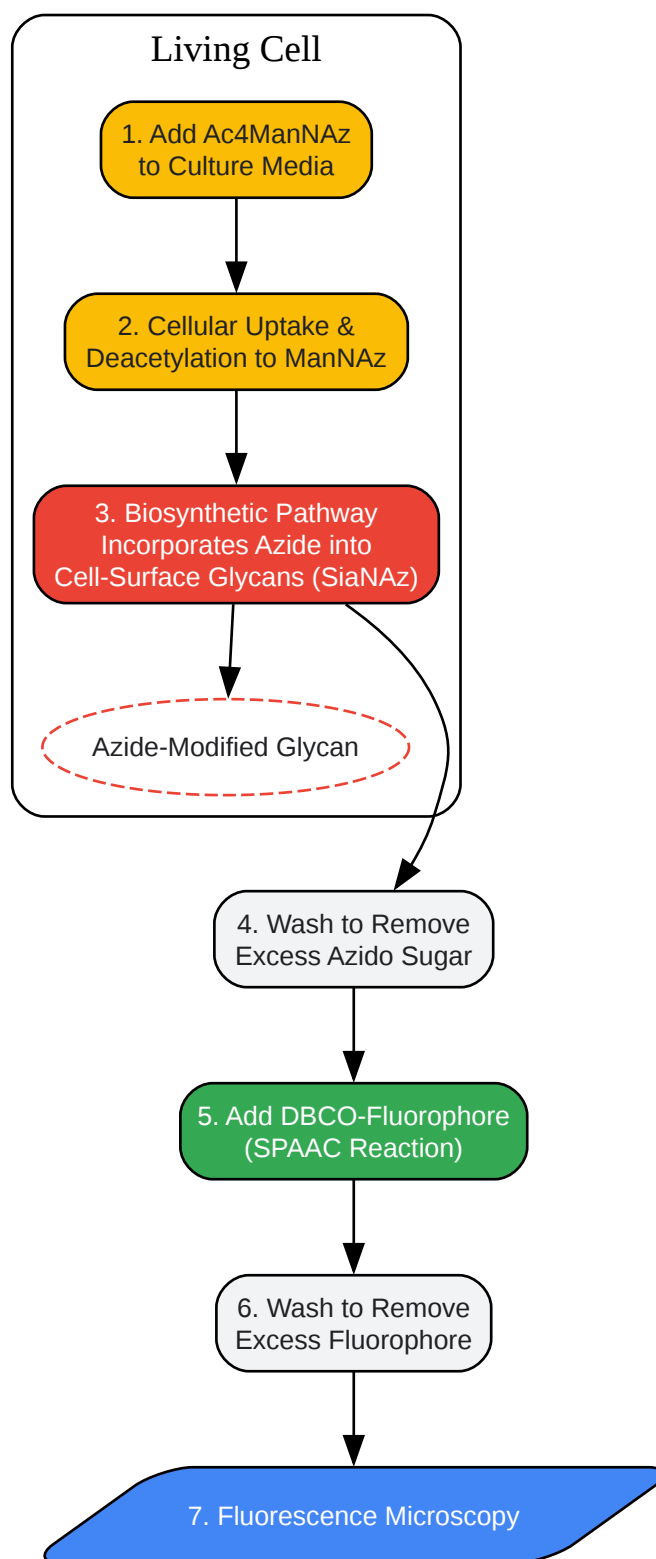 Living Cell
1. Add Ac4ManNAz
to Culture Media
2. Cellular Uptake &
Deacetylation to ManNAz
3. Biosynthetic Pathway
Incorporates Azide into
Cell-Surface Glycans (SiaNAz)
Azide-Modified Glycan
4. Wash to Remove
Excess Azido Sugar
5. Add DBCO-Fluorophore
(SPAAC Reaction)
6. Wash to Remove
Excess Fluorophore
7. Fluorescence Microscopy